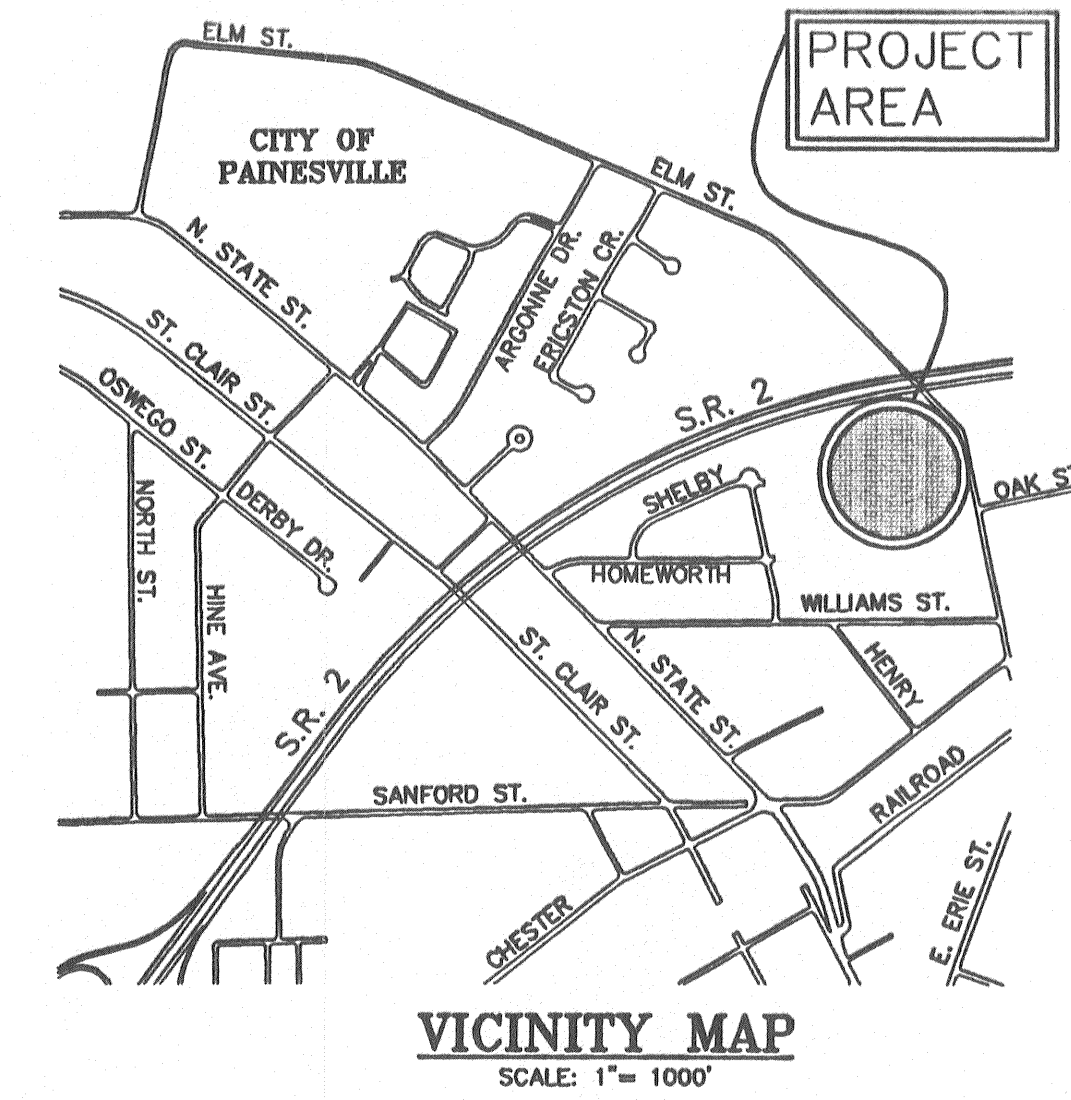 ELM ST.
PROJECT
AREA
CITY OF
PAINESVILLE
ELM ST.
N. STATE ST.
ARGONNE DR.
ERICSTON CR.
ST. CLAIR ST.
OSWEGO ST.
S.R. 2
NORTH ST.
DERBY DR.
SHELBY
OAK ST
HOMEWORTH
HINE AVE.
WILLIAMS ST.
ST. CLAIR ST.
N. STATE ST.
HENRY
S.R. 2
SANFORD ST.
RAILROAD
CHESTER
E. ERIE ST.
VICINITY MAP
SCALE: 1"= 1000'